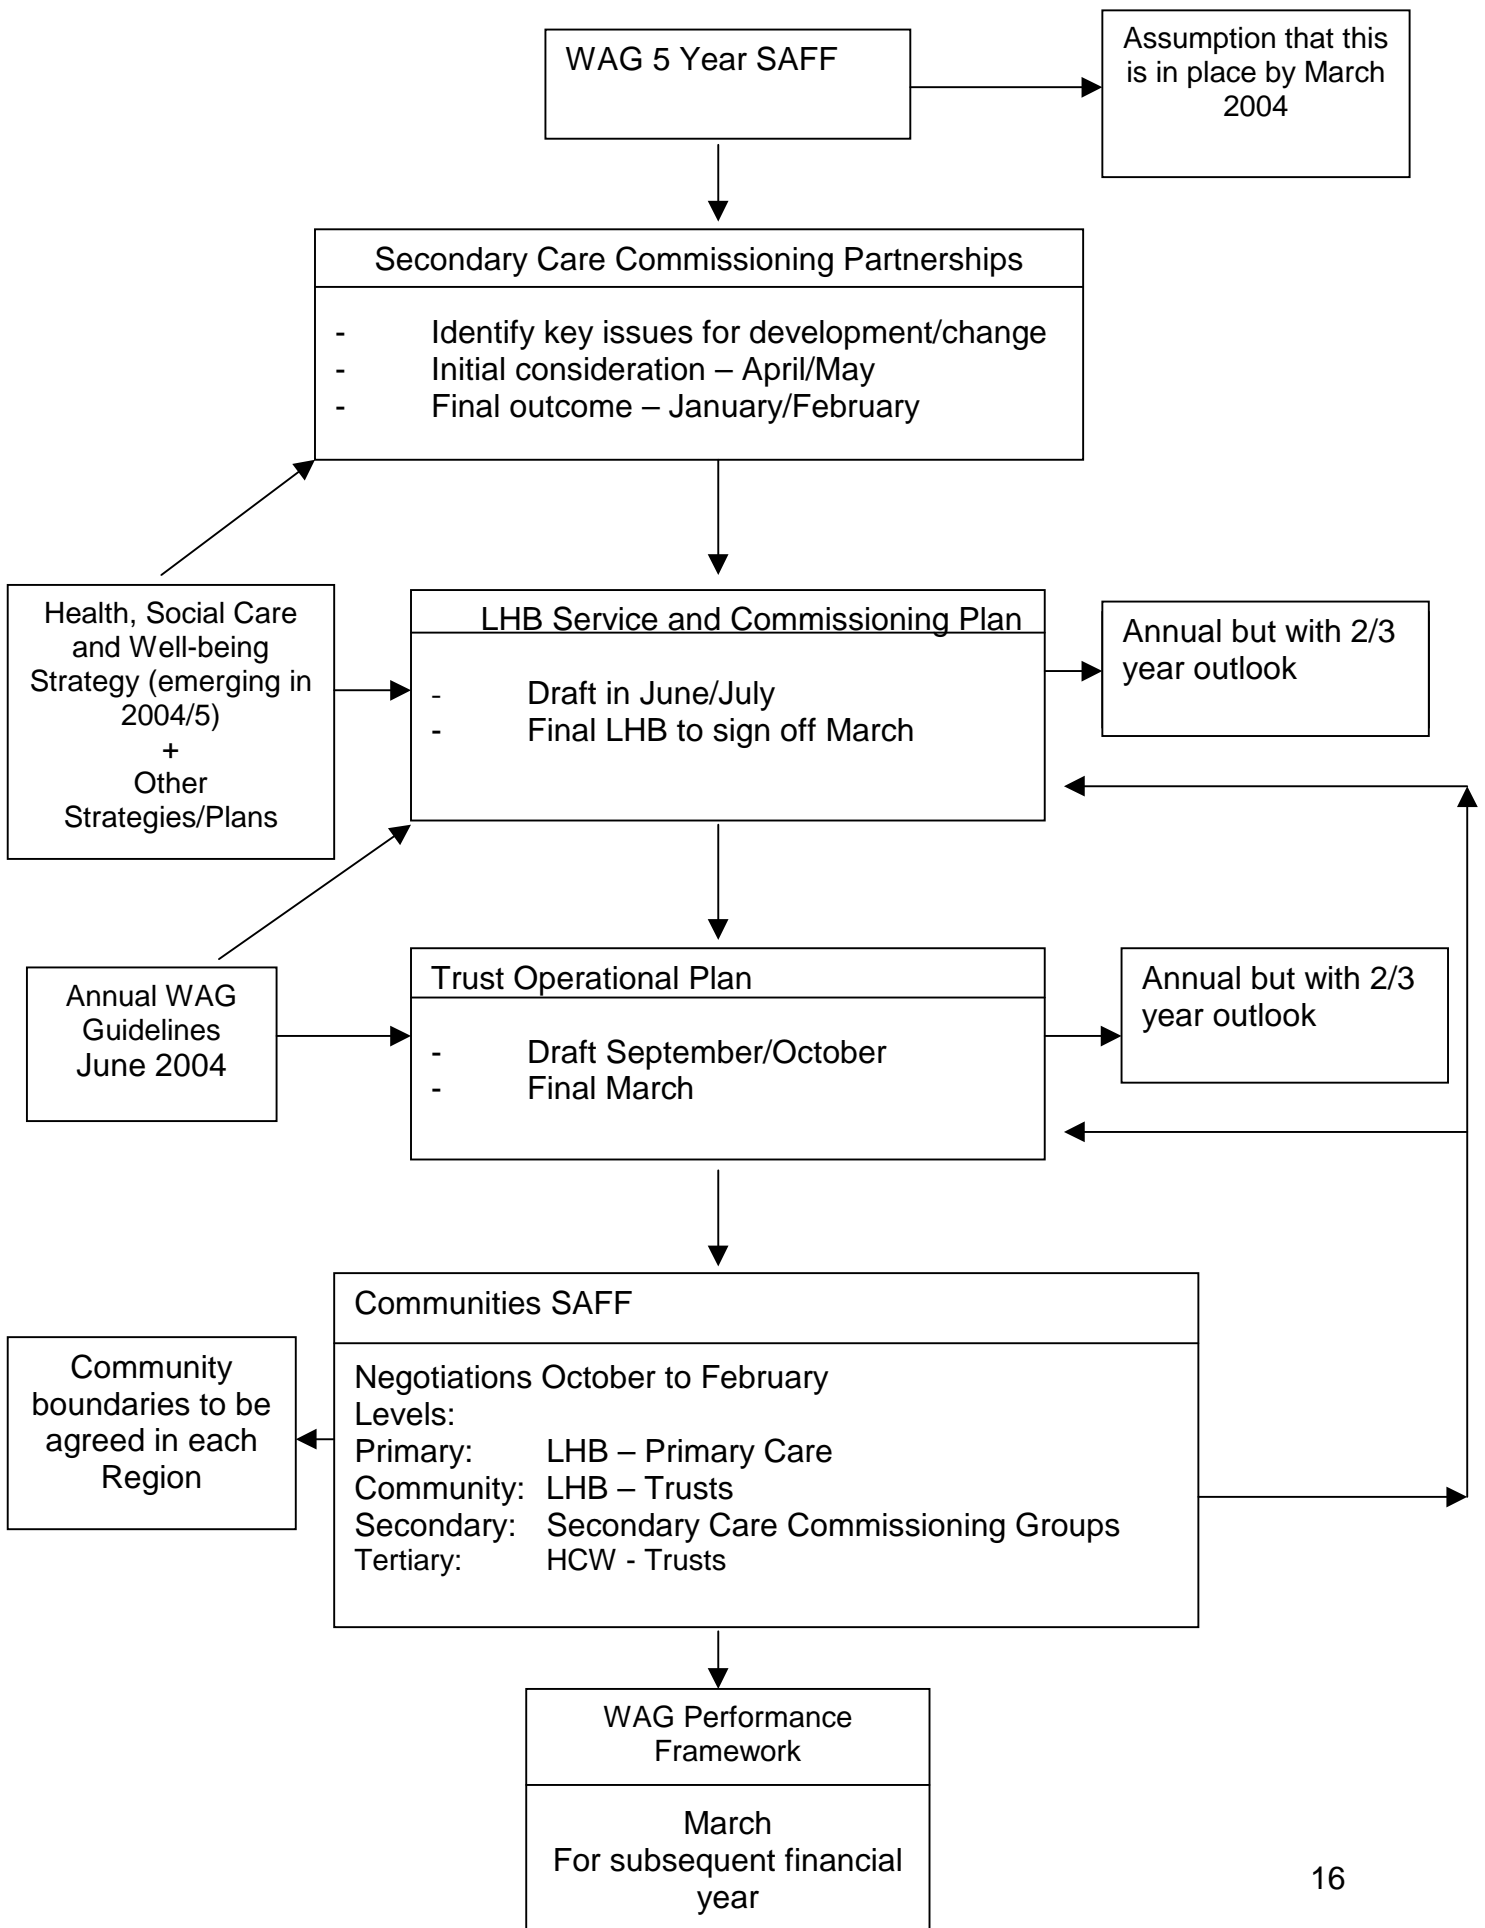 WAG 5 Year SAFF
Assumption that this
is in place by March
2004
Secondary Care Commissioning Partnerships
- Identify key issues for development/change
- Initial consideration – April/May
- Final outcome – January/February
Health, Social Care
and Well-being
Strategy (emerging in
2004/5)
+
Other
Strategies/Plans
LHB Service and Commissioning Plan
- Draft in June/July
- Final LHB to sign off March
Annual but with 2/3
year outlook
Annual WAG
Guidelines
June 2004
Trust Operational Plan
- Draft September/October
- Final March
Annual but with 2/3
year outlook
Communities SAFF
Negotiations October to February
Levels:
Primary: LHB – Primary Care
Community: LHB – Trusts
Secondary: Secondary Care Commissioning Groups
Tertiary: HCW - Trusts
Community
boundaries to be
agreed in each
Region
WAG Performance
Framework
March
For subsequent financial
year
16